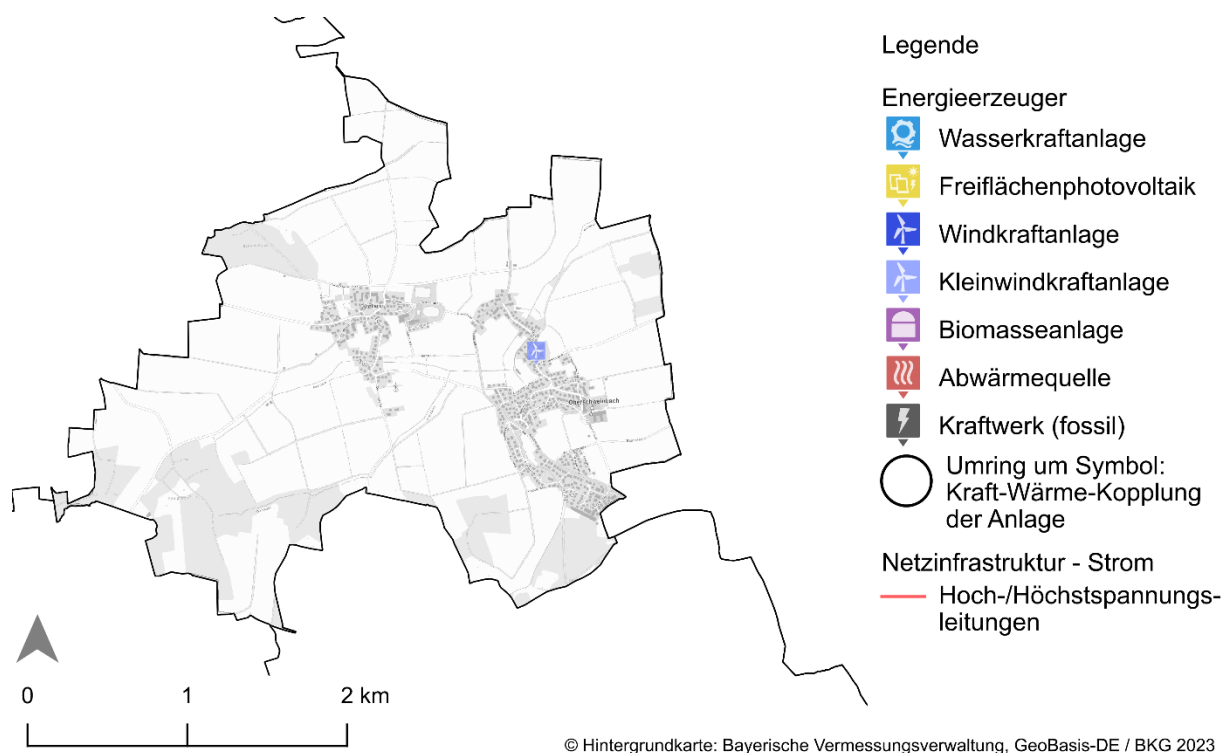 Legende
Energieerzeuger
Wasserkraftanlage
Freiflächenphotovoltaik
Windkraftanlage
Kleinwindkraftanlage
Biomasseanlage
Abwärmequelle
Kraftwerk (fossil)
Umring um Symbol:
Kraft-Wärme-Kopplung
der Anlage
Netzinfrastruktur - Strom
Hoch-/Höchstspannungs-
leitungen
Oberschweinbach
0 1 2 km
© Hintergrundkarte: Bayerische Vermessungsverwaltung, GeoBasis-DE / BKG 2023